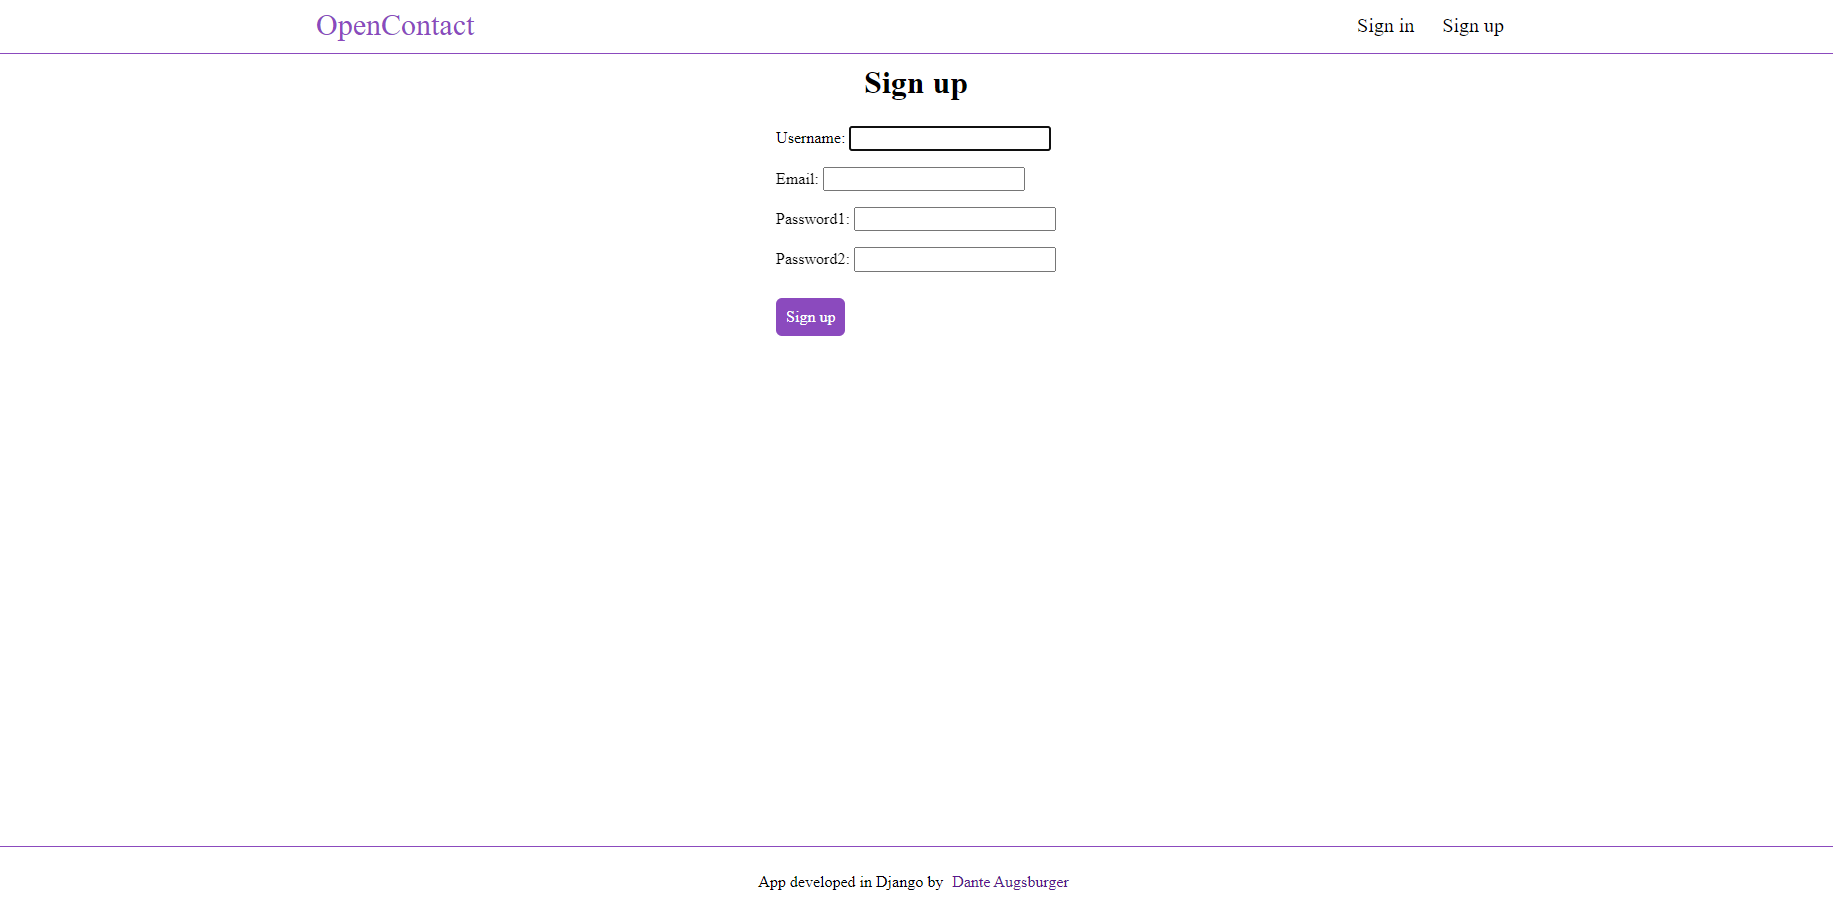 OpenContact
Sign in Sign up
Sign up
Username:
Email:
Password1:
Password2:
Sign up
App developed in Django by Dante Augsburger